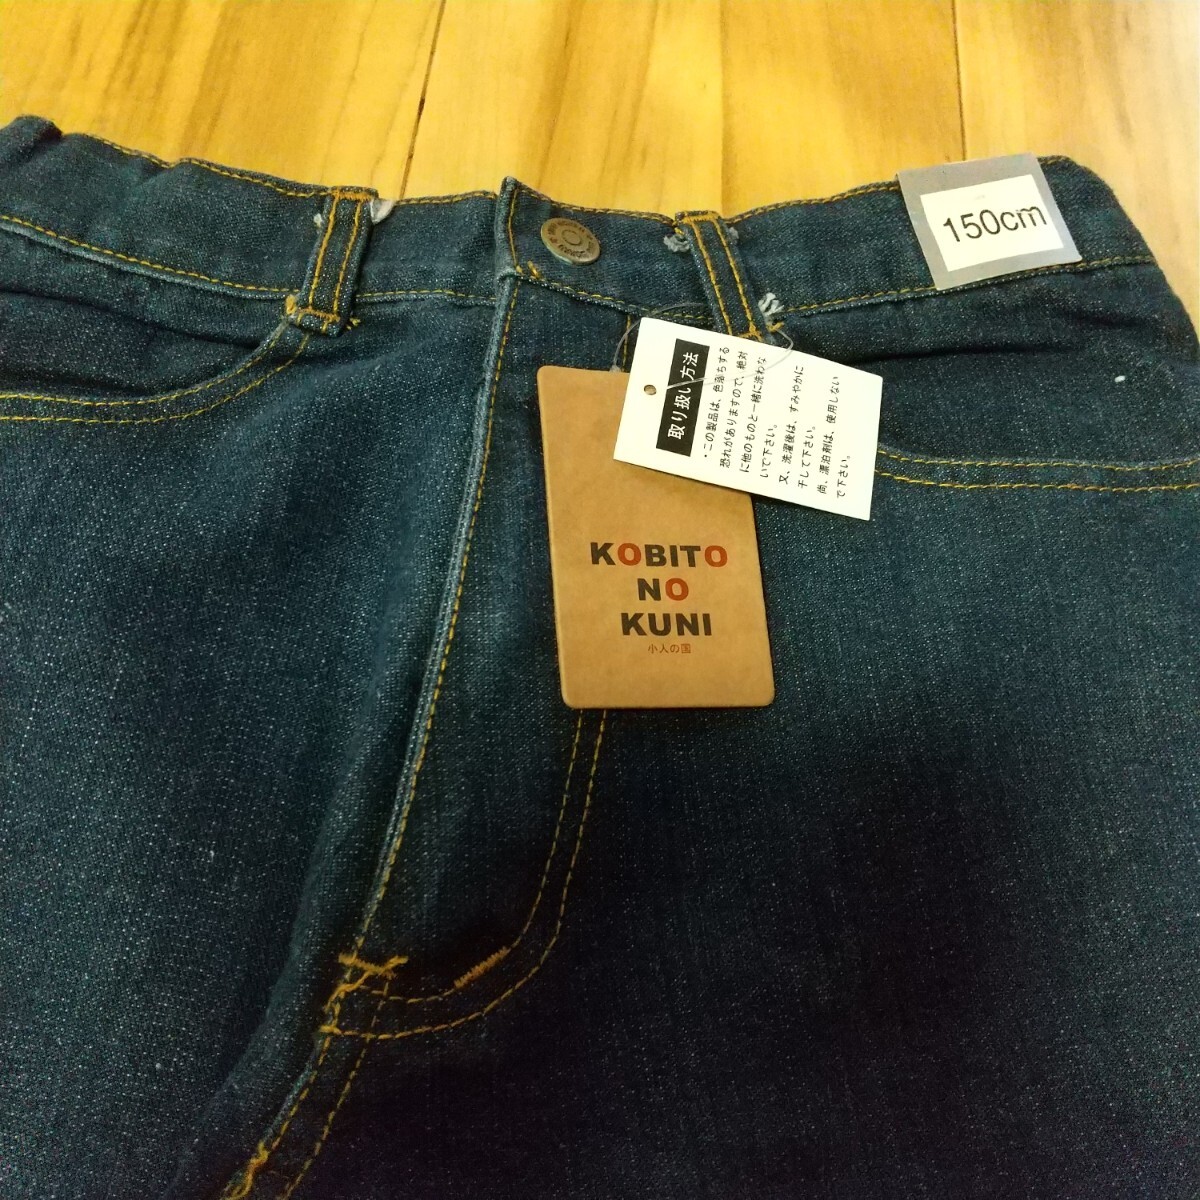 150cm
取り扱い方法
・この製品は、色落ちする
恐れがありますので、絶対
に他のものと一緒に洗わな
いで下さい。
又、洗濯後は、すみやかに
干して下さい。
尚、漂泊剤は、使用しない
で下さい。
KOBITO
NO
KUNI
小人の国